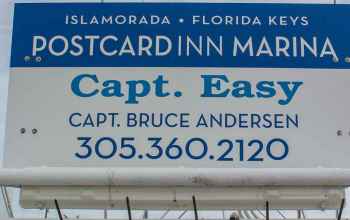 ISLAMORADA • FLORIDA KEYS
POSTCARD INN MARINA
Capt. Easy
CAPT. BRUCE ANDERSEN
305.360.2120